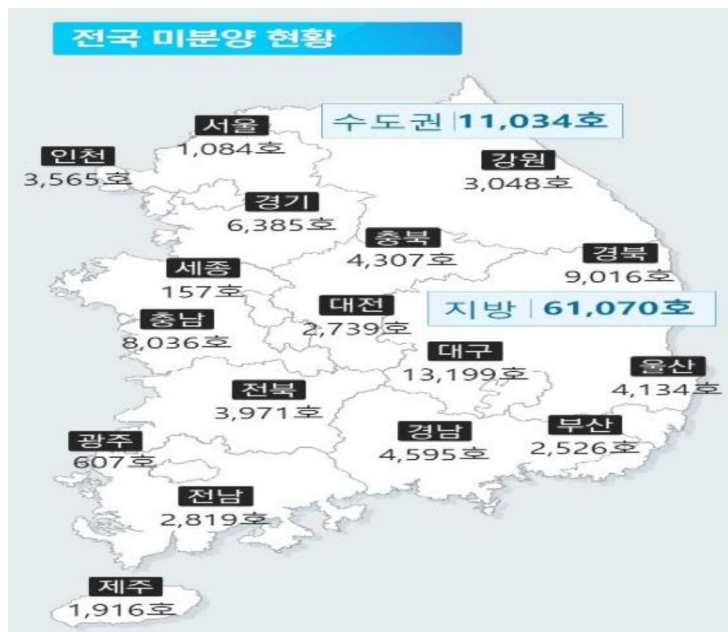 전국 미분양 현황
수도권 | 11,034호
서울
1,084호
인천
3,565호
강원
3,048호
경기
6,385호
충북
4,307호
경북
9,016호
세종
157호
지방 | 61,070호
대전
2,739호
충남
8,036호
대구
13,199호
울산
4,134호
전북
3,971호
경남
4,595호
부산
2,526호
광주
607호
전남
2,819호
제주
1,916호